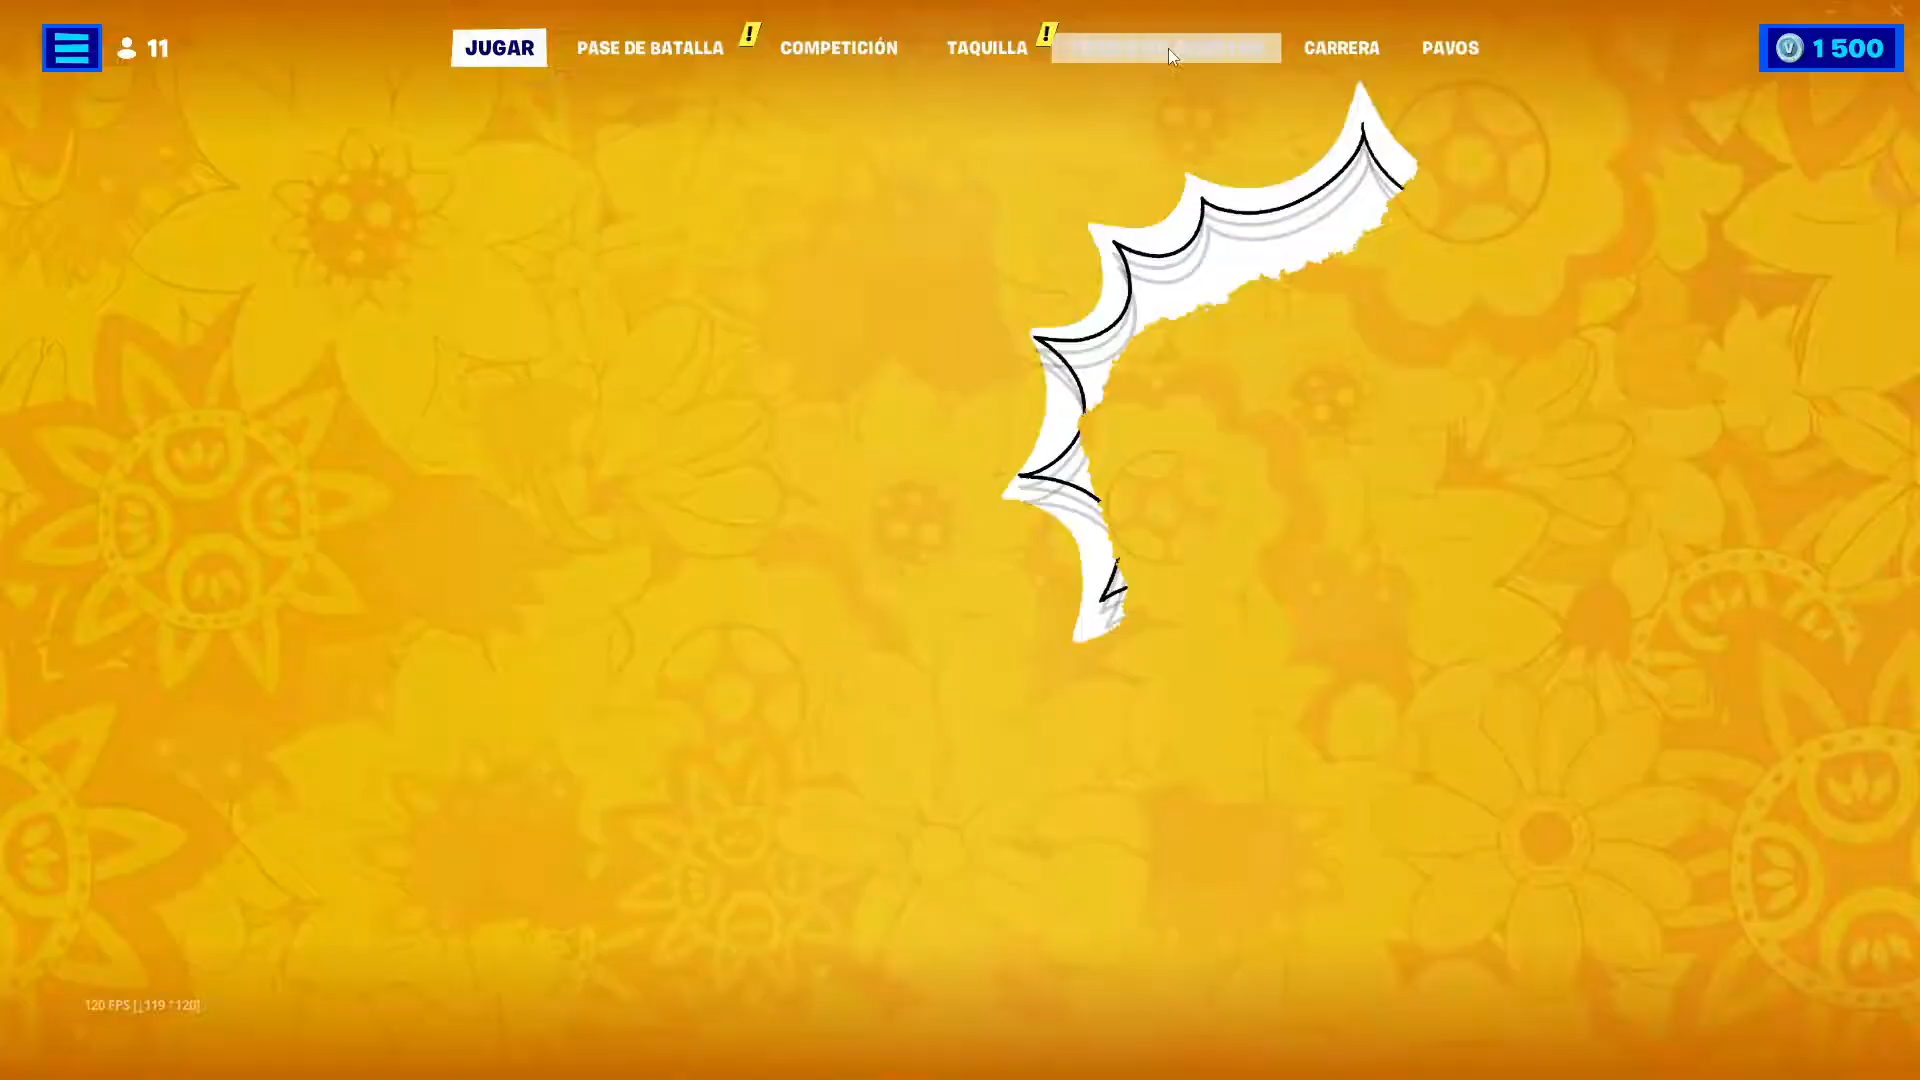 11
JUGAR
PASE DE BATALLA
!
COMPETICIÓN
TAQUILLA
!
CARRERA
PAVOS
1 500
120 FPS [↓119 ↑120]